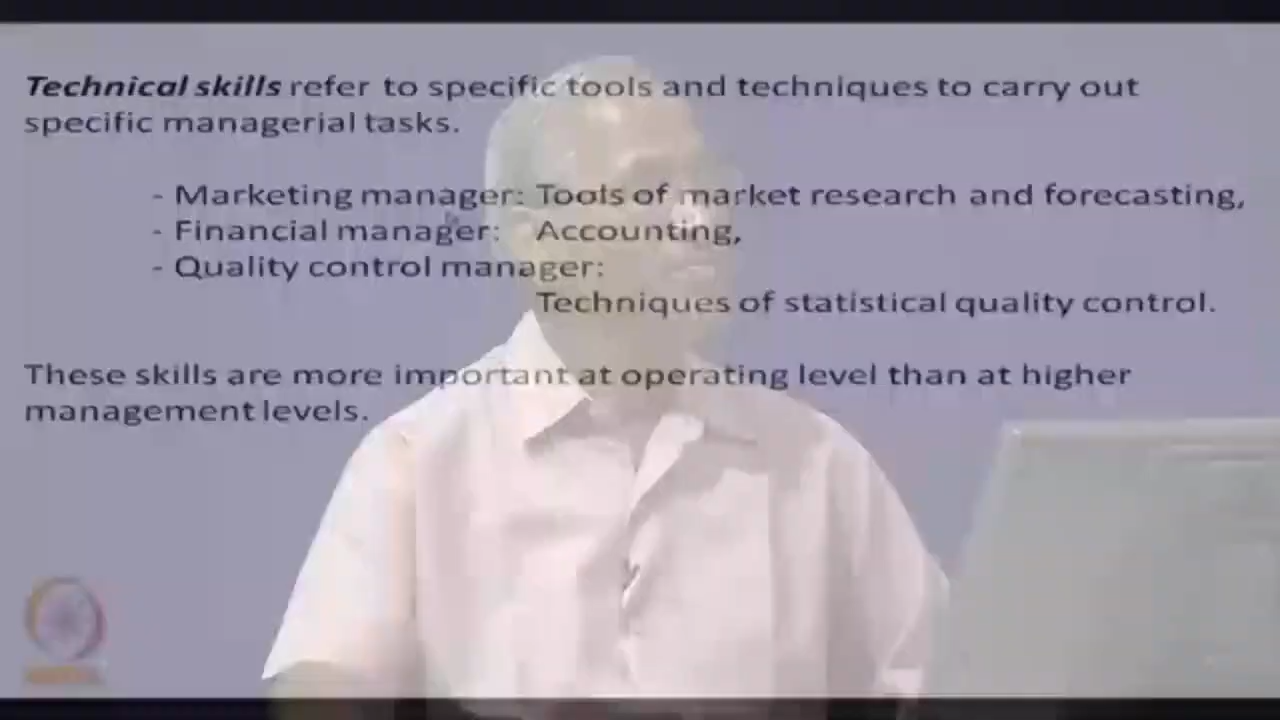 Technical skills refer to specific tools and techniques to carry out
specific managerial tasks.
- Marketing manager: Tools of market research and forecasting,
- Financial manager: Accounting,
- Quality control manager:
Techniques of statistical quality control.
These skills are more important at operating level than at higher
management levels.